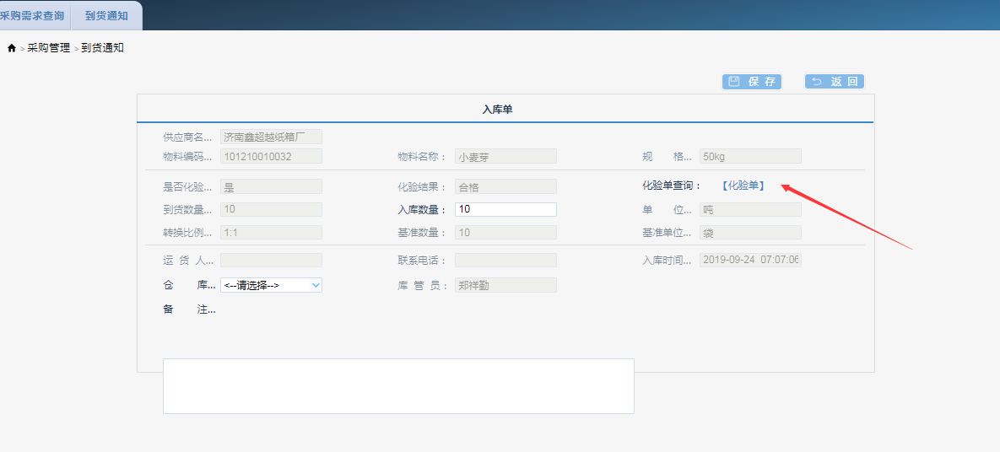 采购需求查询 到货通知
> 采购管理 > 到货通知
保 存 返 回
入库单
供应商名... 济南鑫超越纸箱厂
物料编码... 101210010032 物料名称： 小麦芽 规 格... 50kg
是否化验... 是 化验结果： 合格 化验单查询： 【化验单】
到货数量... 10 入库数量： 10 单 位... 吨
转换比例... 1:1 基准数量： 10 基准单位... 袋
运 货 人... 联系电话： 入库时间... 2019-09-24 07:07:06
仓 库... <--请选择--> 库 管 员： 郑祥勤
备 注...